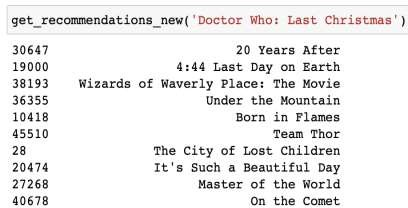 get_recommendations_new('Doctor Who: Last Christmas')
30647 20 Years After
19000 4:44 Last Day on Earth
38193 Wizards of Waverly Place: The Movie
36355 Under the Mountain
10418 Born in Flames
45510 Team Thor
28 The City of Lost Children
20474 It's Such a Beautiful Day
27268 Master of the World
40678 On the Comet